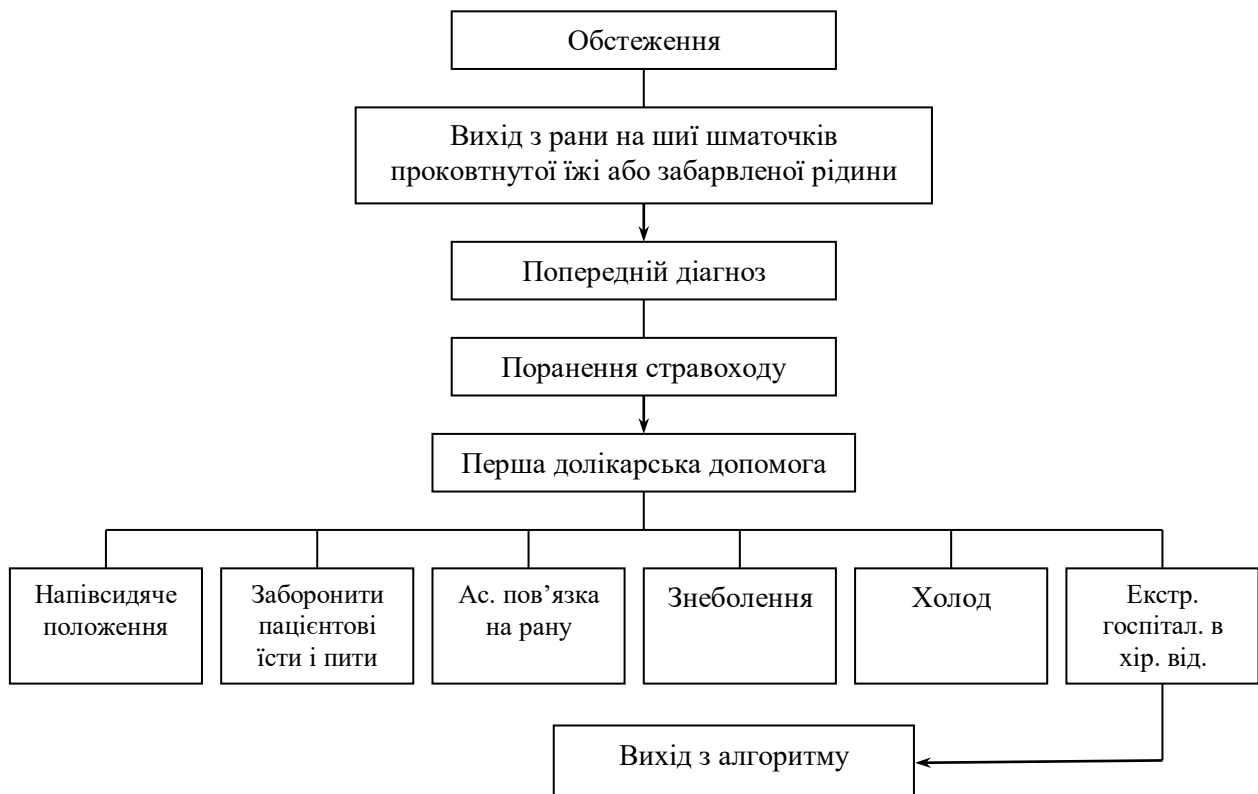 Обстеження
Вихід з рани на шиї шматочків
проковтнутої їжі або забарвленої рідини
Попередній діагноз
Поранення стравоходу
Перша долікарська допомога
Напівсидяче
положення
Заборонити
пацієнтові
їсти і пити
Ас. пов’язка
на рану
Знеболення
Холод
Екстр.
госпітал. в
хір. від.
Вихід з алгоритму